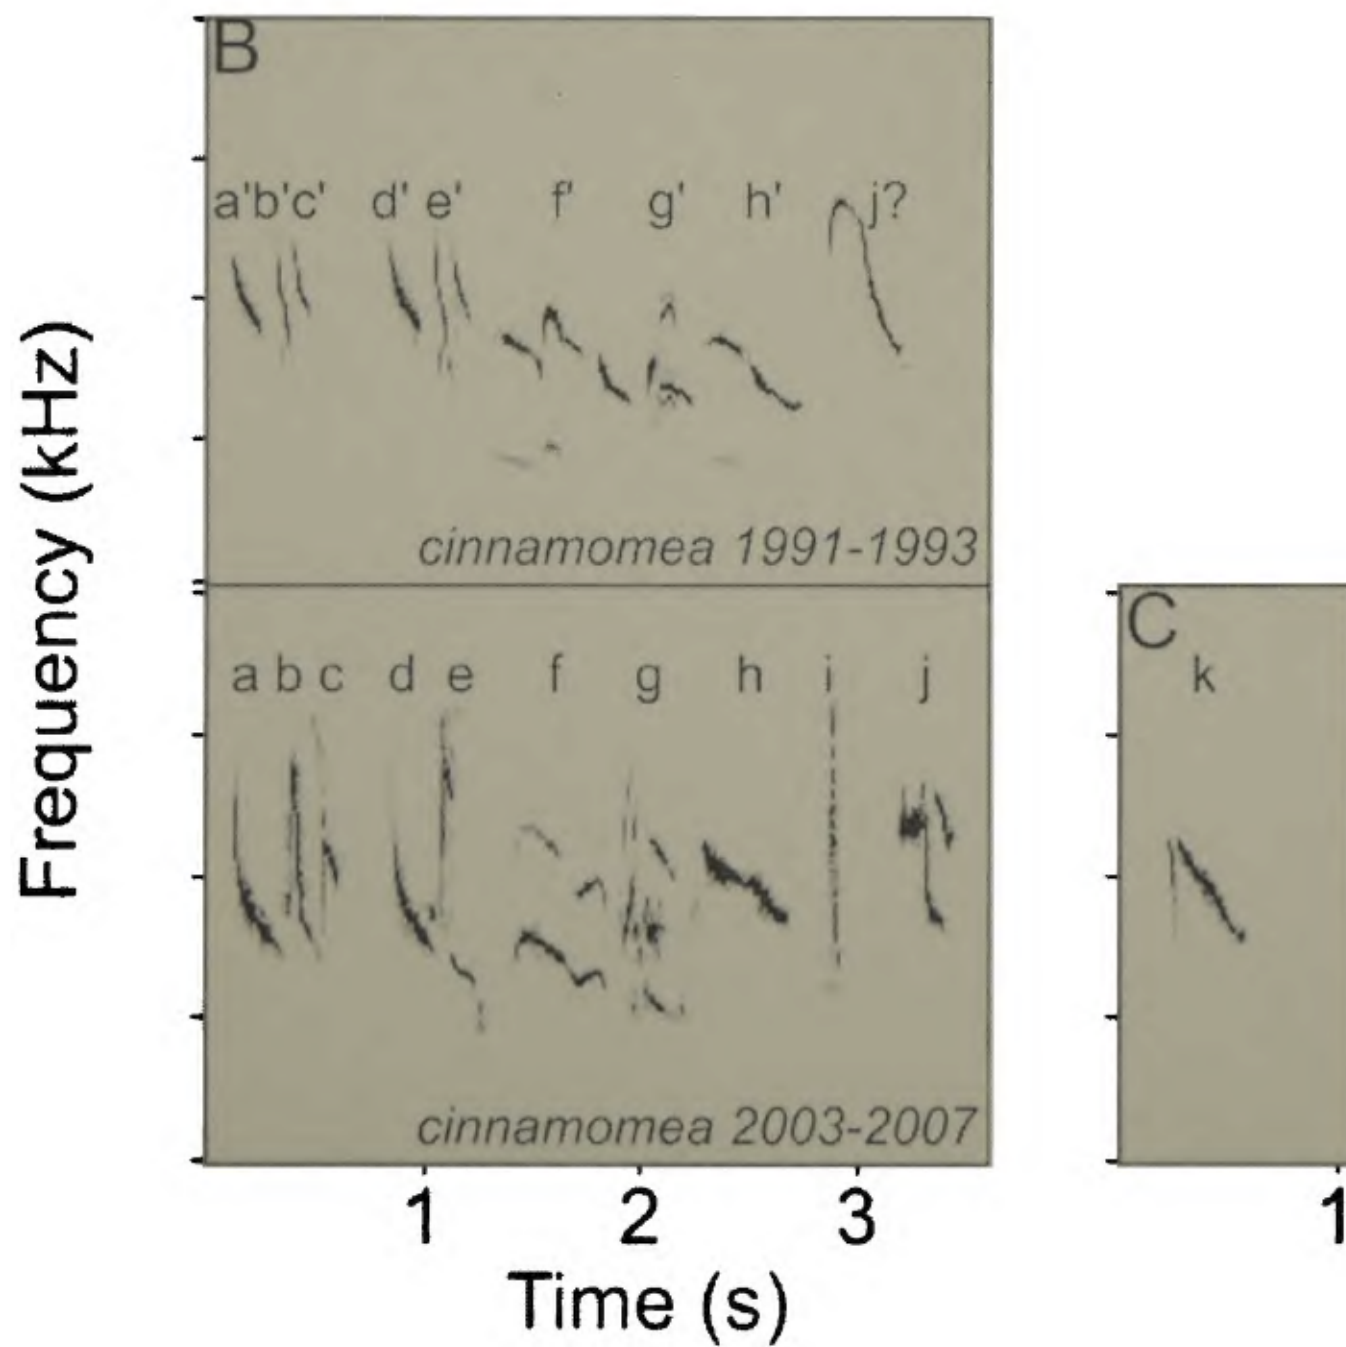 B
a'b'c' d' e' f' g' h' j?
cinnamomea 1991-1993
a b c d e f g h i j
cinnamomea 2003-2007
C
k
Frequency (kHz)
1 2 3
1
Time (s)